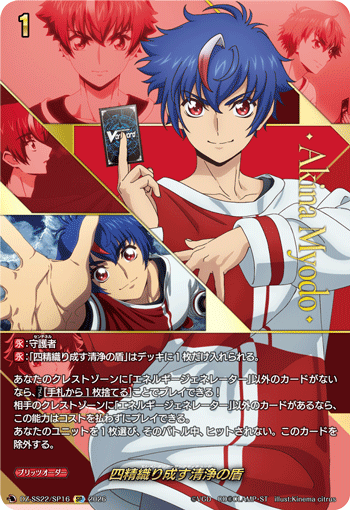 1
VanGuard
Akina Myodo
センチネル
永:守護者
永:「四精織り成す清浄の盾」はデッキに1枚だけ入れられる。
あなたのクレストゾーンに「エネルギージェネレーター」以外のカードがない
なら、【手札から1枚捨てる】ことでプレイできる!
相手のクレストゾーンに「エネルギージェネレーター」以外のカードがあるなら、
この能力はコストを払わずにプレイできる。
あなたのユニットを1枚選び、そのバトル中、ヒットされない。このカードを
除外する。
ブリッツオーダー
四精織り成す清浄の盾
DZ-SS22/SP16 SP 2026
illust:Kinema citrus